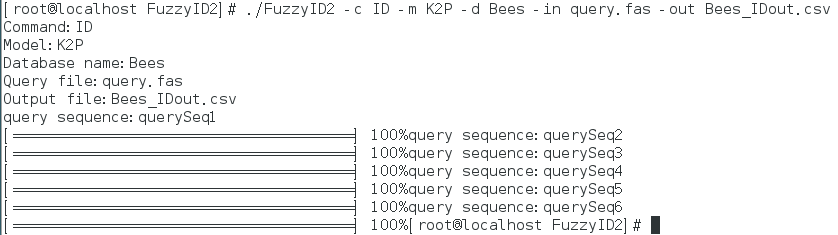 [root@localhost FuzzyID2]# ./FuzzyID2 -c ID -m K2P -d Bees -in query.fas -out Bees_IDout.csv
Command:ID
Model:K2P
Database name:Bees
Query file:query.fas
Output file:Bees_IDout.csv
query sequence:querySeq1
[==================================================] 100%query sequence:querySeq2
[==================================================] 100%query sequence:querySeq3
[==================================================] 100%query sequence:querySeq4
[==================================================] 100%query sequence:querySeq5
[==================================================] 100%query sequence:querySeq6
[==================================================] 100%[root@localhost FuzzyID2]#